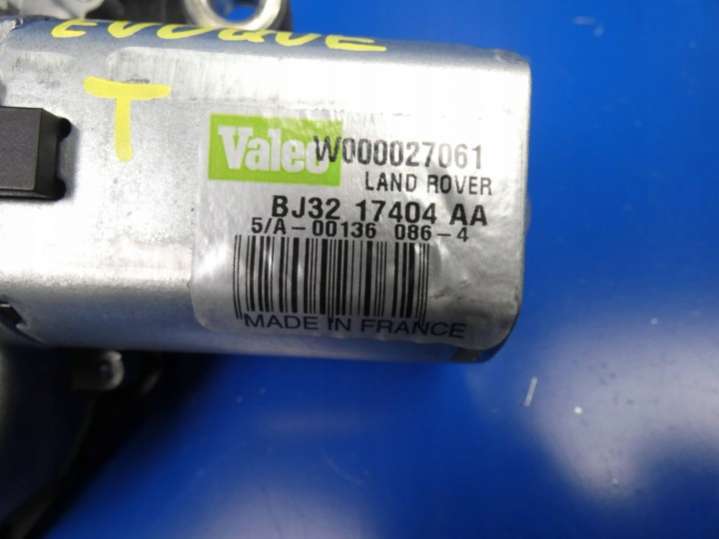 EVOQUE
T
Valeo W000027061
LAND ROVER
BJ32 17404 AA
5/A-00136 086-4
MADE IN FRANCE